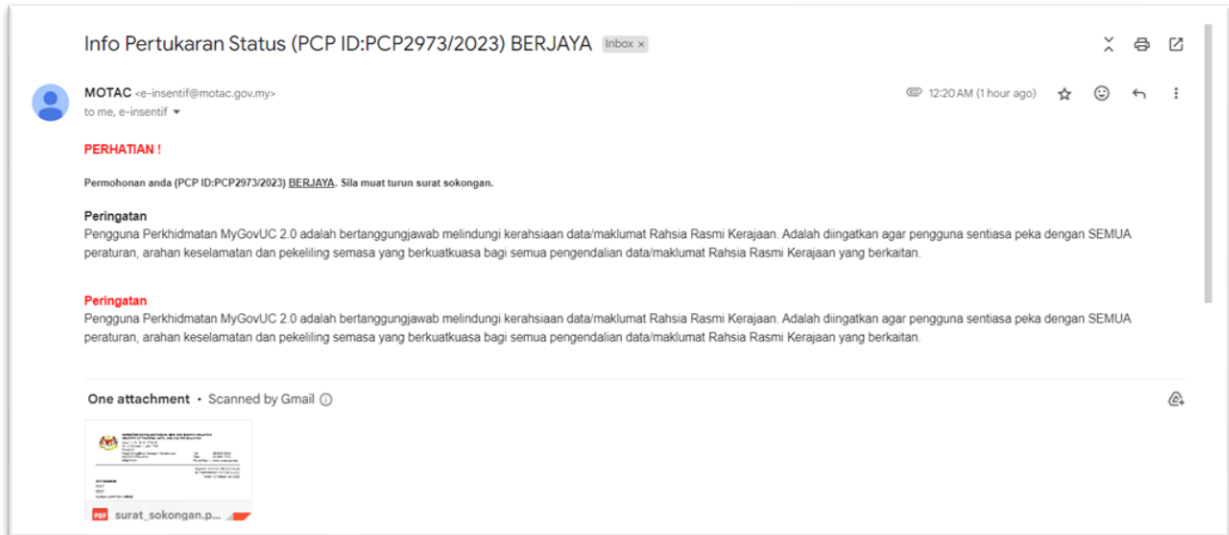 Info Pertukaran Status (PCP ID:PCP2973/2023) BERJAYA Inbox ×
MOTAC <e-insentif@motac.gov.my> 12:20 AM (1 hour ago)
to me, e-insentif
PERHATIAN !
Permohonan anda (PCP ID:PCP2973/2023) BERJAYA. Sila muat turun surat sokongan.
Peringatan
Pengguna Perkhidmatan MyGovUC 2.0 adalah bertanggungjawab melindungi kerahsiaan data/maklumat Rahsia Rasmi Kerajaan. Adalah diingatkan agar pengguna sentiasa peka dengan SEMUA
peraturan, arahan keselamatan dan pekeliling semasa yang berkuatkuasa bagi semua pengendalian data/maklumat Rahsia Rasmi Kerajaan yang berkaitan.
Peringatan
Pengguna Perkhidmatan MyGovUC 2.0 adalah bertanggungjawab melindungi kerahsiaan data/maklumat Rahsia Rasmi Kerajaan. Adalah diingatkan agar pengguna sentiasa peka dengan SEMUA
peraturan, arahan keselamatan dan pekeliling semasa yang berkuatkuasa bagi semua pengendalian data/maklumat Rahsia Rasmi Kerajaan yang berkaitan.
One attachment • Scanned by Gmail
PDF surat_sokongan.p...